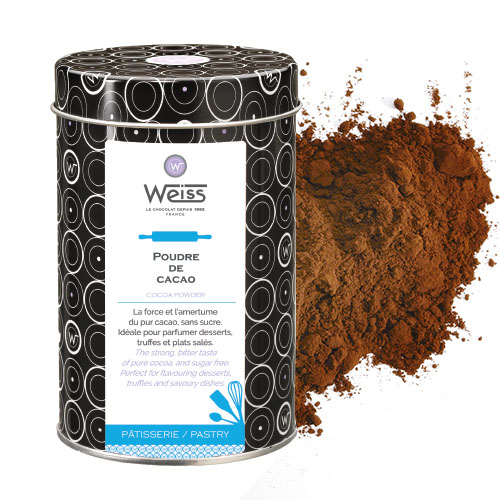 W
Weiss
LE CHOCOLAT DEPUIS 1882
FRANCE
POUDRE
DE
CACAO
COCOA POWDER
La force et l'amertume
du pur cacao, sans sucre.
Idéale pour parfumer desserts,
truffes et plats salés.
The strong, bitter taste
of pure cocoa, and sugar free.
Perfect for flavouring desserts,
truffles and savoury dishes.
PÂTISSERIE / PASTRY